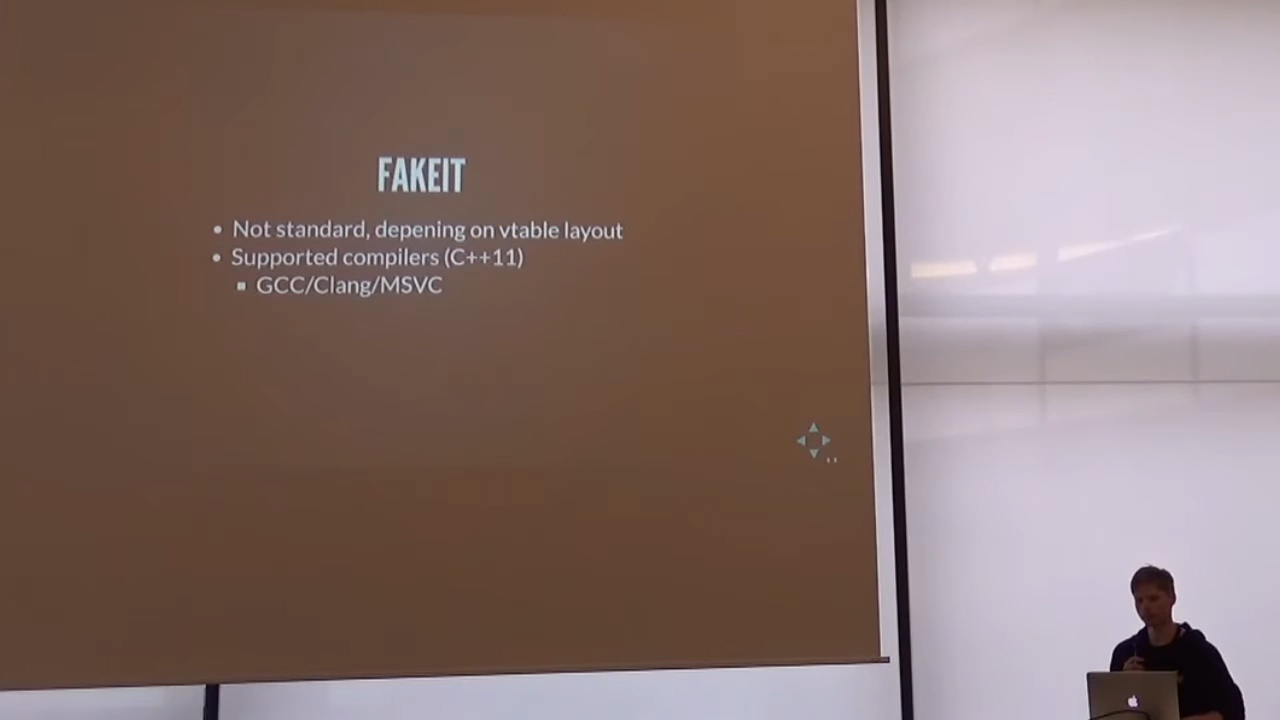 FAKEIT
Not standard, depening on vtable layout
Supported compilers (C++11)
GCC/Clang/MSVC